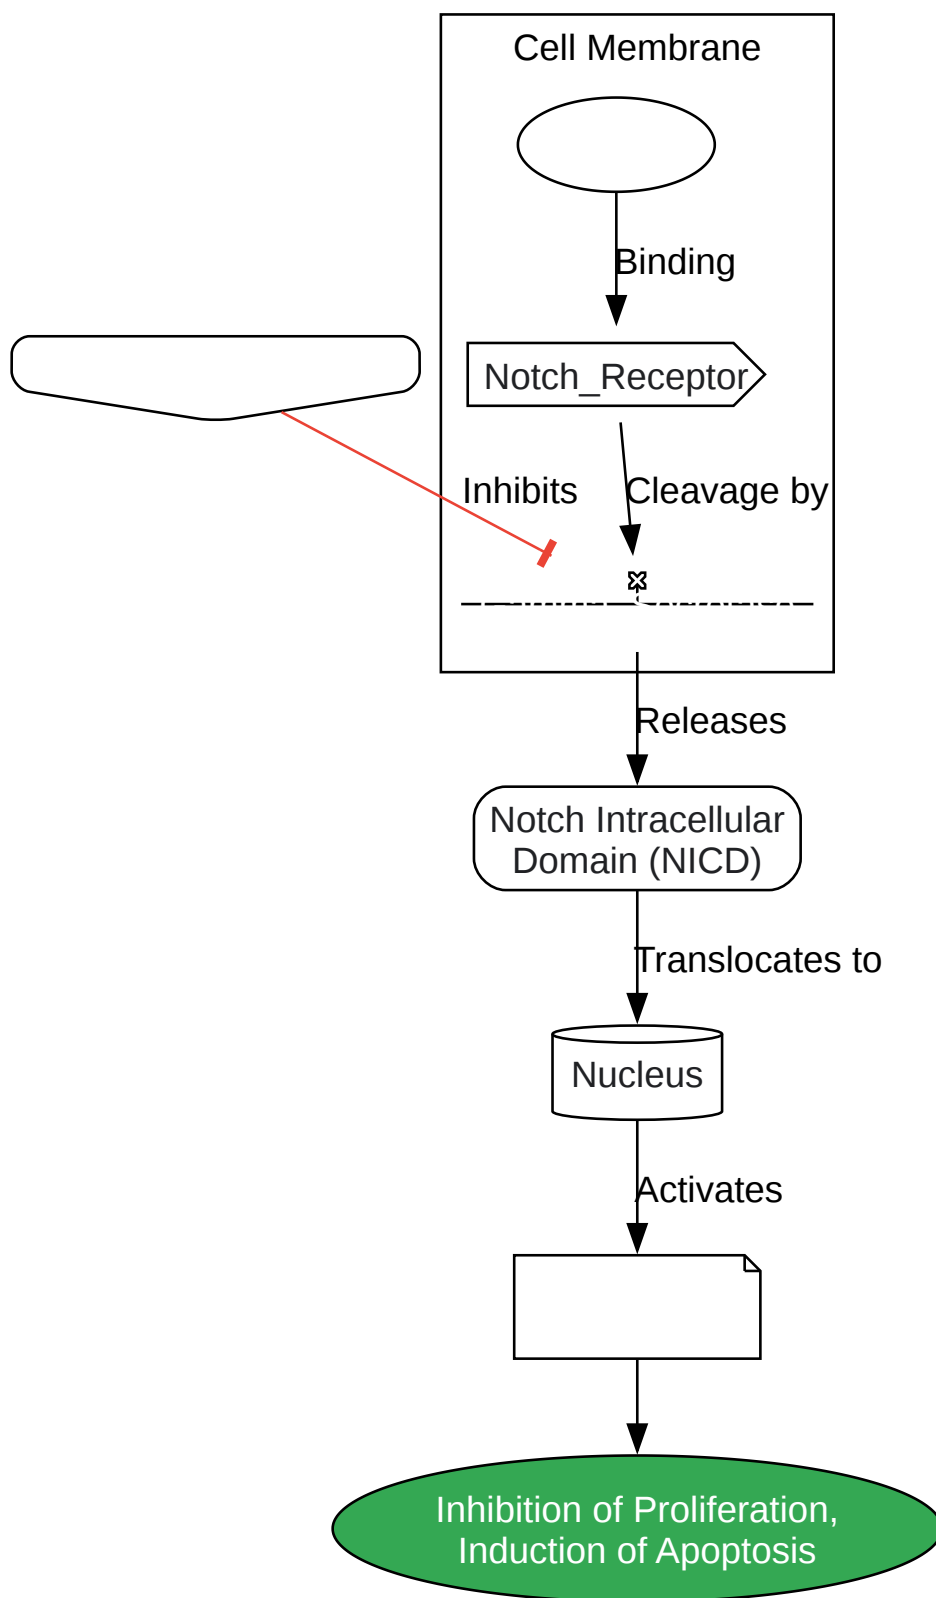 Cell Membrane
Binding
Notch_Receptor
Inhibits
Cleavage by
Releases
Notch Intracellular
Domain (NICD)
Translocates to
Nucleus
Activates
Inhibition of Proliferation,
Induction of Apoptosis